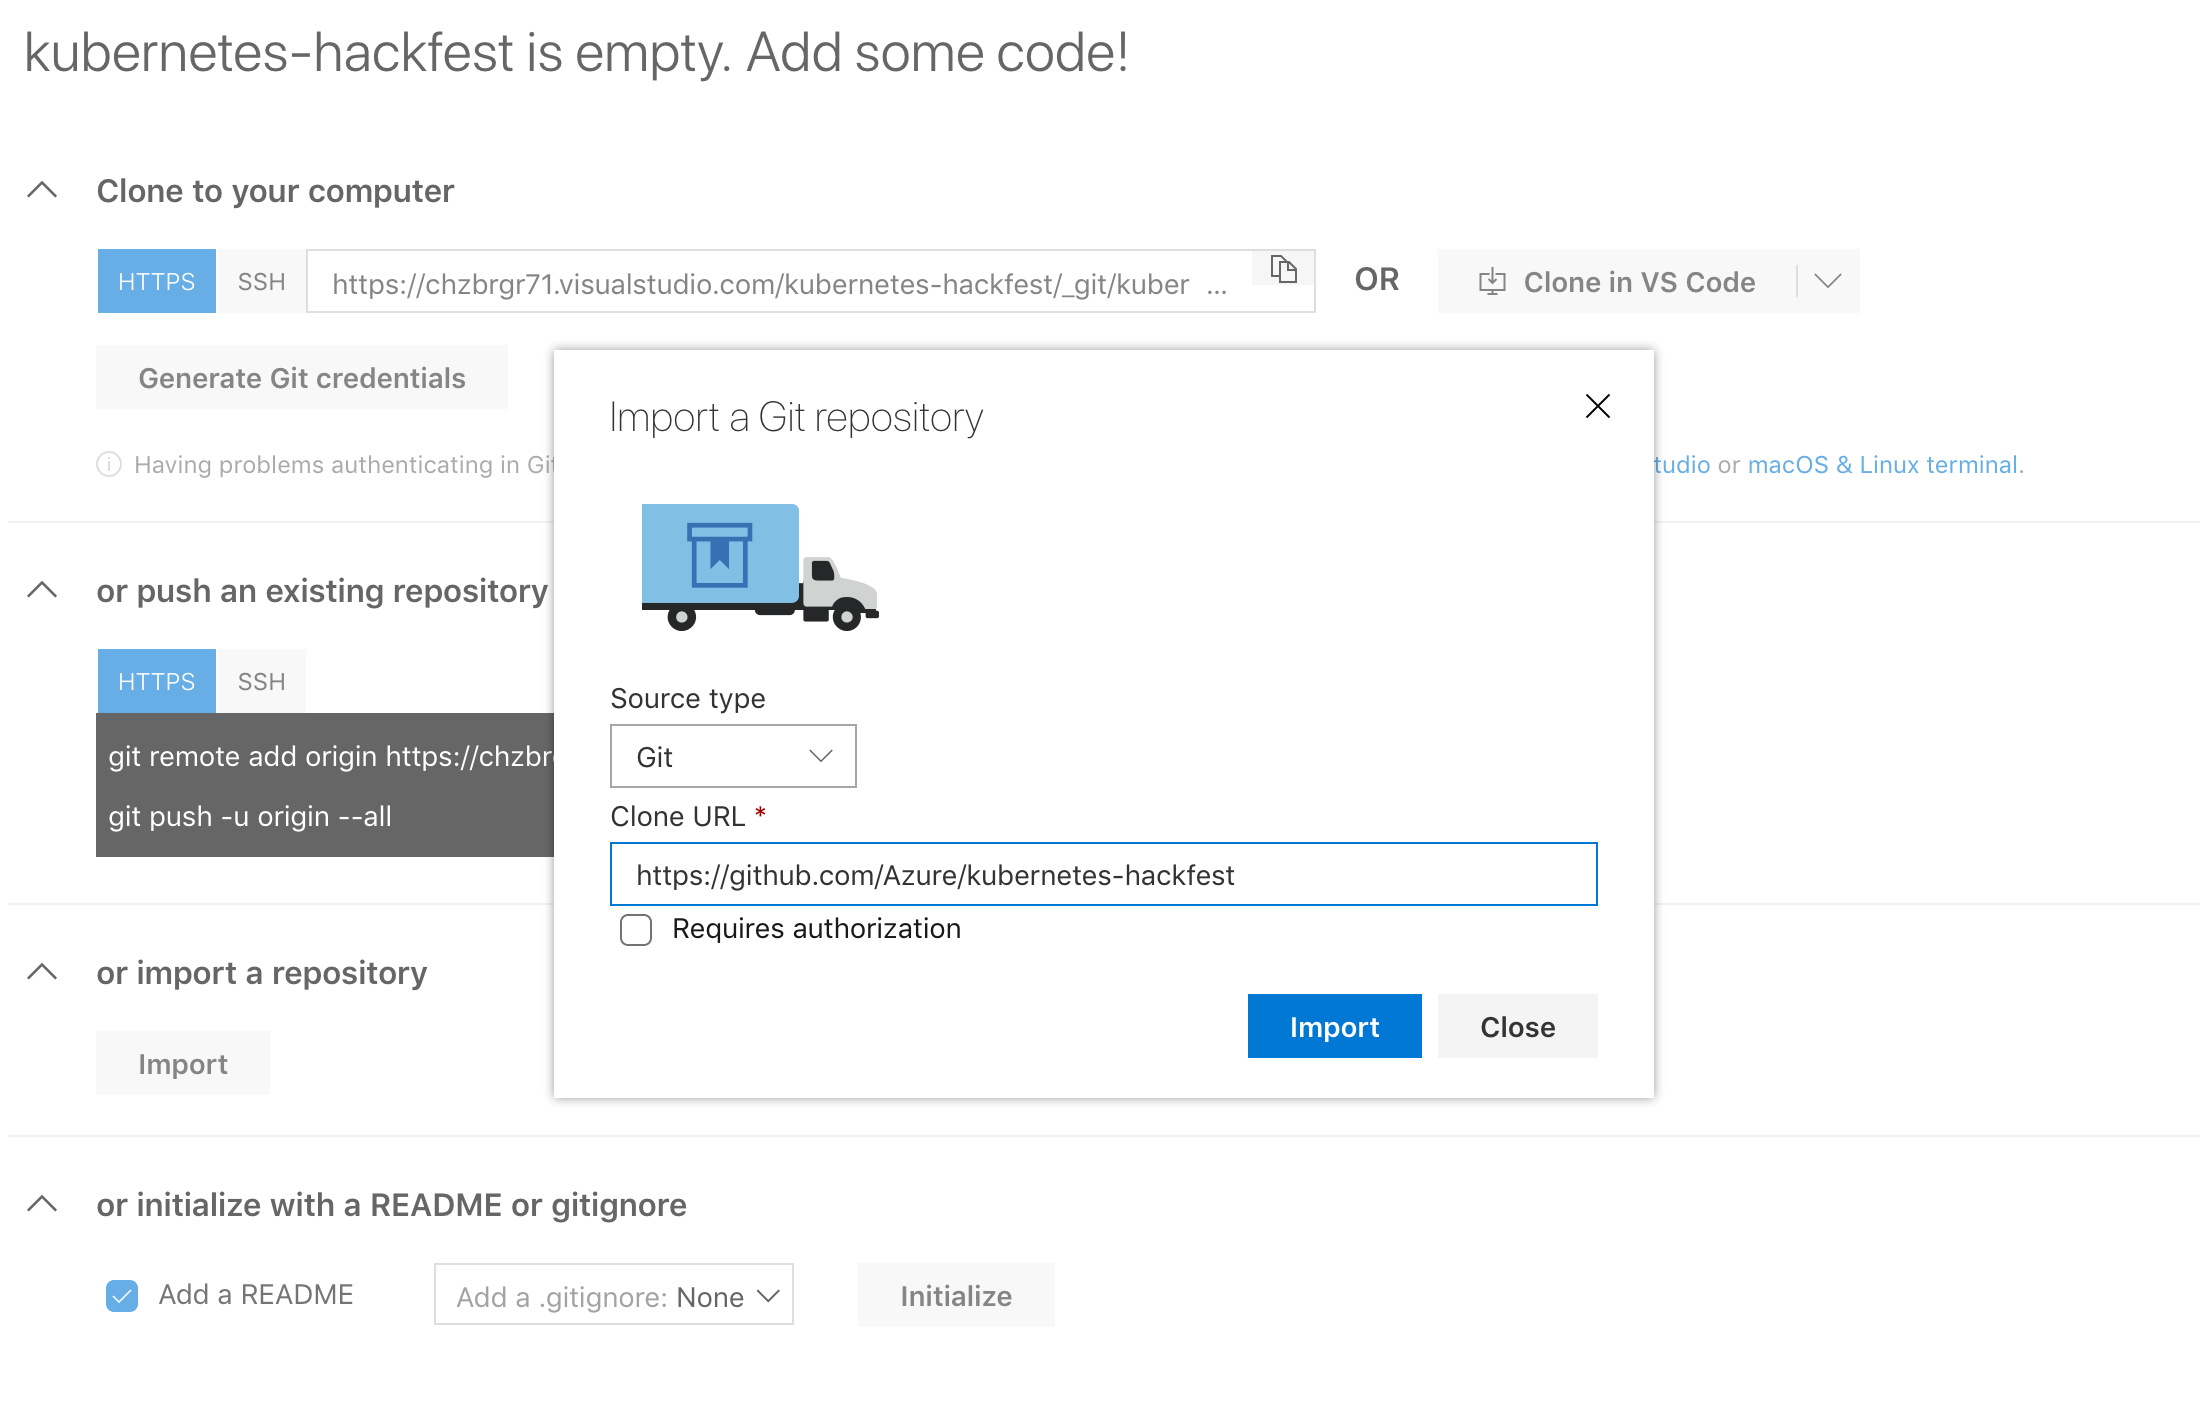 kubernetes-hackfest is empty. Add some code!
Clone to your computer
HTTPS SSH https://chzbrgr71.visualstudio.com/kubernetes-hackfest/_git/kuber ... OR Clone in VS Code
Generate Git credentials
Having problems authenticating in Git
tudio or macOS & Linux terminal.
or push an existing repository
HTTPS SSH
git remote add origin https://chzbr
git push -u origin --all
or import a repository
Import
Import a Git repository
Source type
Git
Clone URL *
https://github.com/Azure/kubernetes-hackfest
Requires authorization
Import Close
or initialize with a README or gitignore
Add a README Add a .gitignore: None Initialize